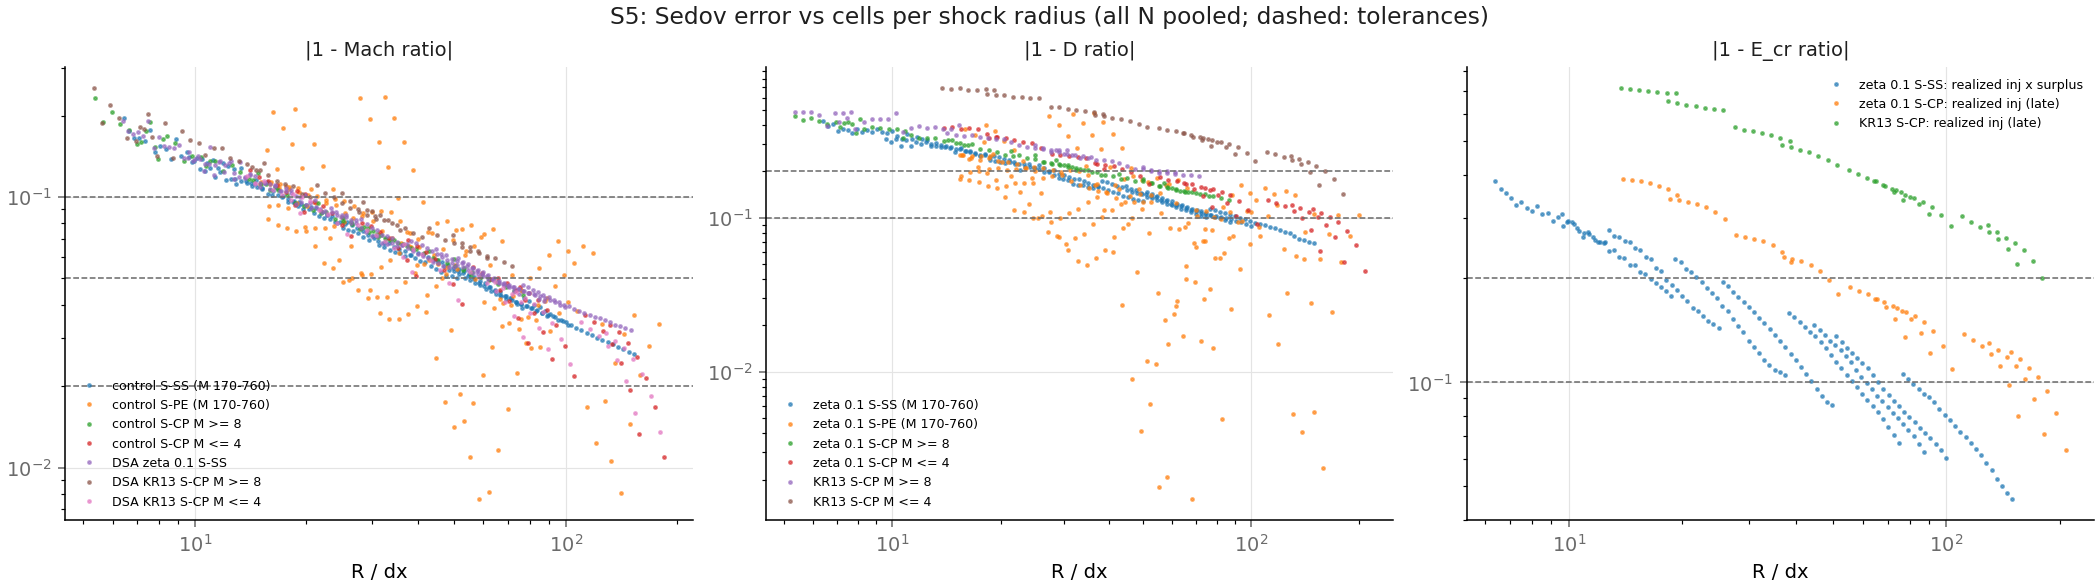 S5: Sedov error vs cells per shock radius (all N pooled; dashed: tolerances)
|1 - Mach ratio|
10⁻¹
10⁻²
control S-SS (M 170-760)
control S-PE (M 170-760)
control S-CP M >= 8
control S-CP M <= 4
DSA zeta 0.1 S-SS
DSA KR13 S-CP M >= 8
DSA KR13 S-CP M <= 4
10¹
10²
R / dx
|1 - D ratio|
10⁻¹
10⁻²
zeta 0.1 S-SS (M 170-760)
zeta 0.1 S-PE (M 170-760)
zeta 0.1 S-CP M >= 8
zeta 0.1 S-CP M <= 4
KR13 S-CP M >= 8
KR13 S-CP M <= 4
10¹
10²
R / dx
|1 - E_cr ratio|
zeta 0.1 S-SS: realized inj x surplus
zeta 0.1 S-CP: realized inj (late)
KR13 S-CP: realized inj (late)
10⁻¹
10¹
10²
R / dx